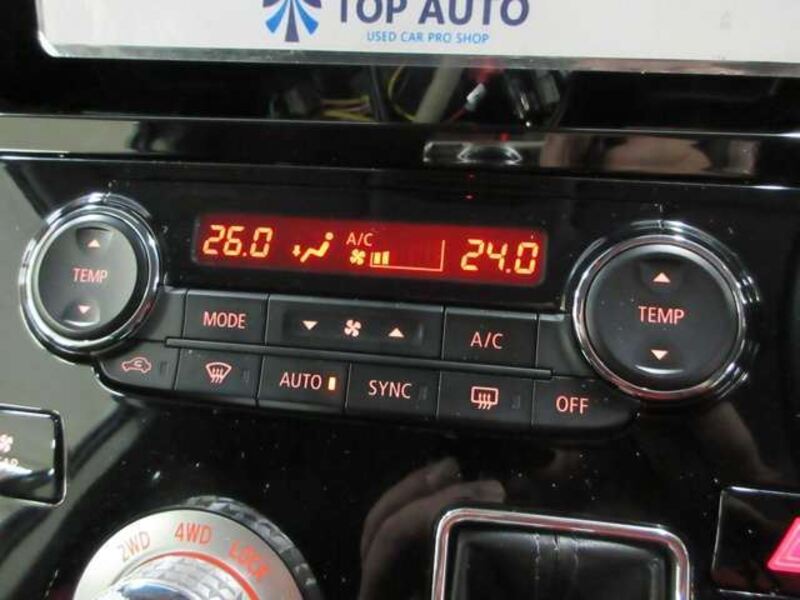 TOP AUTO
USED CAR PRO SHOP
26.0 A/C 24.0
TEMP
TEMP
MODE
A/C
AUTO SYNC OFF
2WD 4WD LOCK